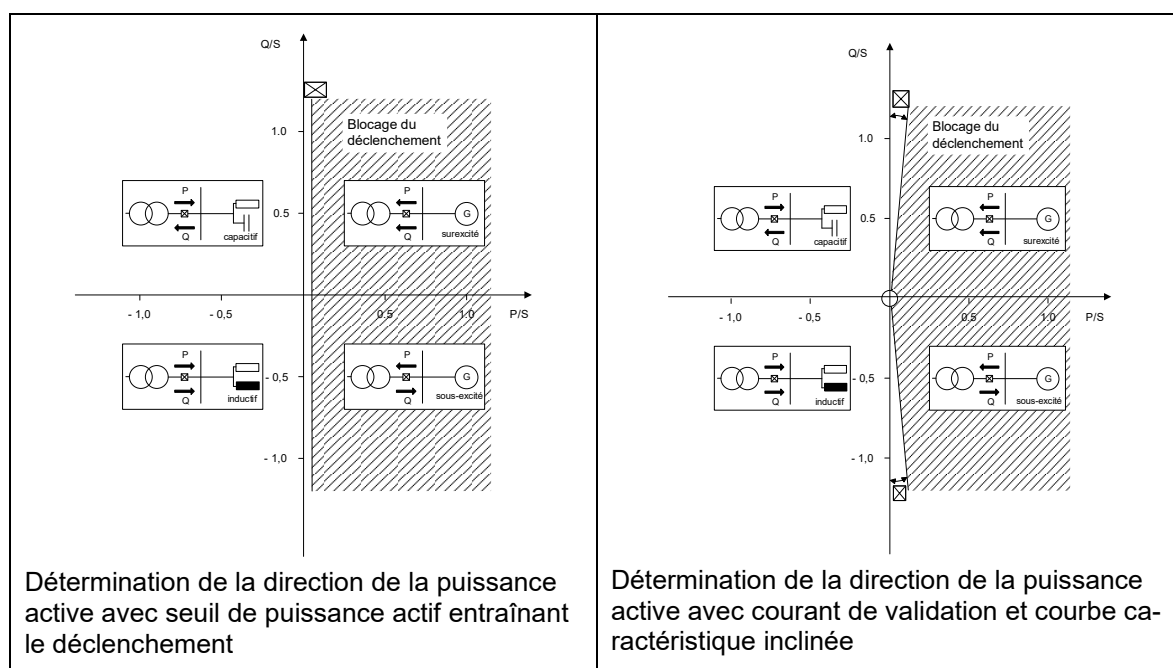 Q/S
1.0
Blocage du
déclenchement
P
Q
capacitif
P
Q
G
surexcité
0.5
- 1,0
- 0,5
0.5
1.0
P/S
P
Q
inductif
P
Q
G
sous-excité
- 0,5
- 1,0
Détermination de la direction de la puissance
active avec seuil de puissance actif entraînant
le déclenchement
Q/S
1.0
Blocage du
déclenchement
P
Q
capacitif
P
Q
G
surexcité
0.5
- 1,0
- 0,5
0.5
1.0
P/S
P
Q
inductif
P
Q
G
sous-excité
- 0,5
- 1,0
Détermination de la direction de la puissance
active avec courant de validation et courbe ca-
ractéristique inclinée